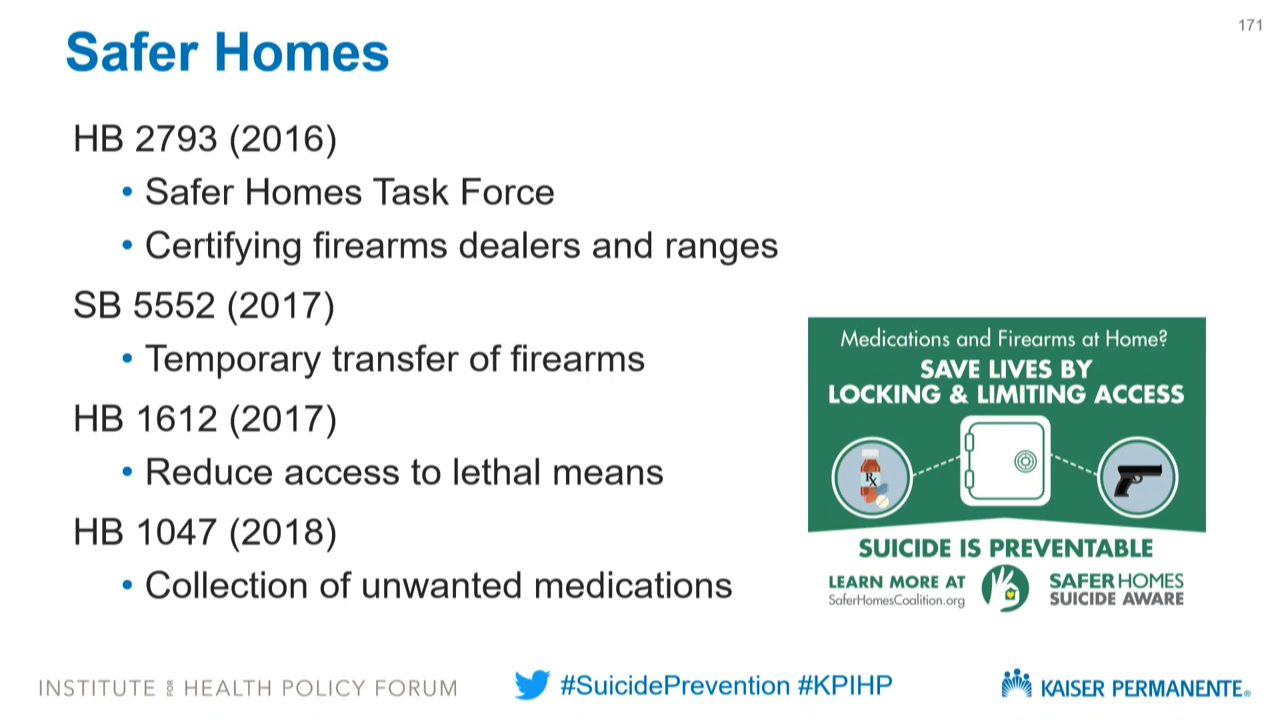 171
Safer Homes
HB 2793 (2016)
• Safer Homes Task Force
• Certifying firearms dealers and ranges
SB 5552 (2017)
• Temporary transfer of firearms
HB 1612 (2017)
• Reduce access to lethal means
HB 1047 (2018)
• Collection of unwanted medications
Medications and Firearms at Home?
SAVE LIVES BY
LOCKING & LIMITING ACCESS
Rx
SUICIDE IS PREVENTABLE
LEARN MORE AT
SaferHomesCoalition.org
SAFER HOMES
SUICIDE AWARE
INSTITUTE FOR HEALTH POLICY FORUM
#SuicidePrevention #KPIHP
KAISER PERMANENTE®